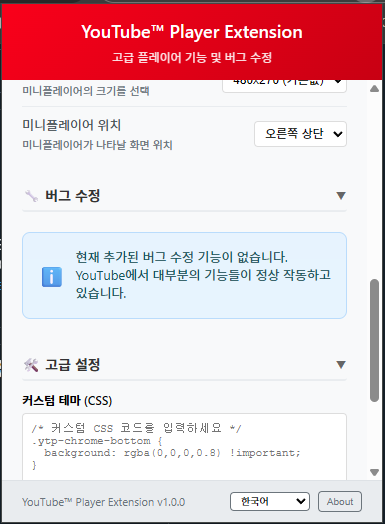 YouTube™ Player Extension
고급 플레이어 기능 및 버그 수정
미니플레이어의 크기를 선택
480x270 (기본값)
미니플레이어 위치
미니플레이어가 나타날 화면 위치
오른쪽 상단
🔧 버그 수정 ▼
ℹ️ 현재 추가된 버그 수정 기능이 없습니다.
YouTube에서 대부분의 기능들이 정상 작동하고
있습니다.
🛠️ 고급 설정 ▼
커스텀 테마 (CSS)
/* 커스텀 CSS 코드를 입력하세요 */
.ytp-chrome-bottom {
background: rgba(0,0,0,0.8) !important;
}
YouTube™ Player Extension v1.0.0
한국어
About